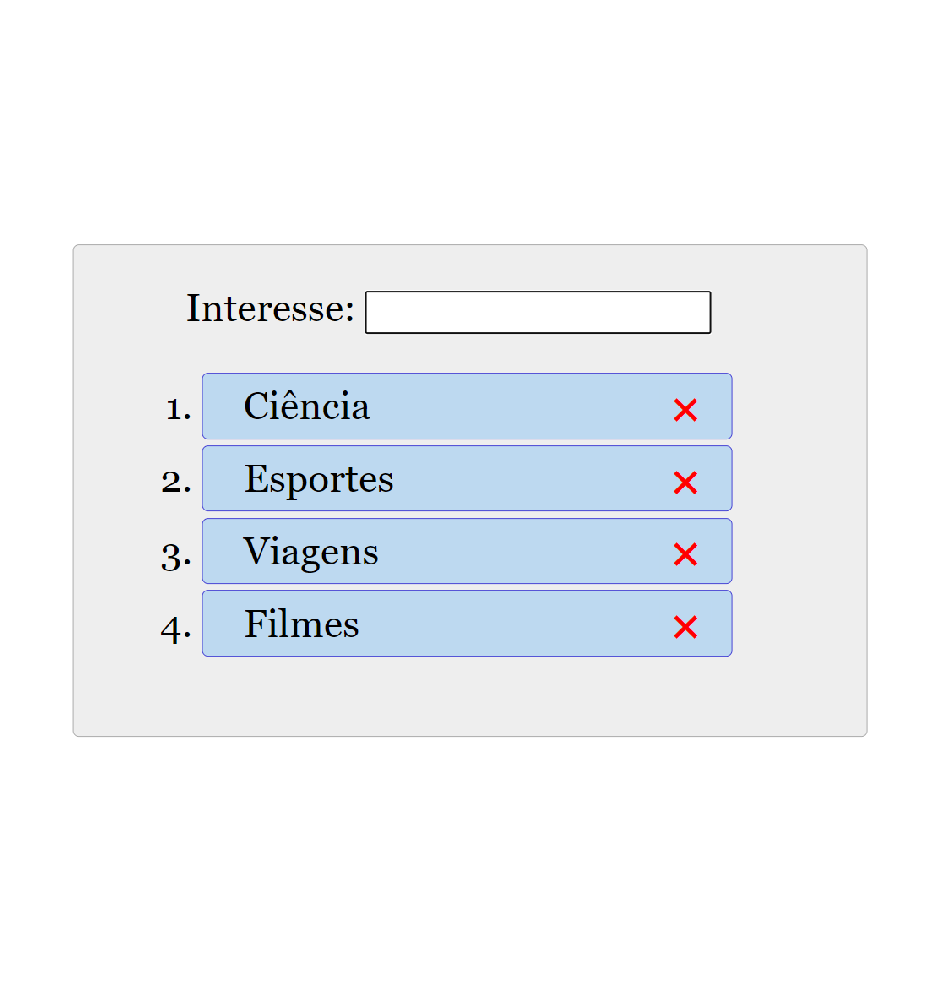 Interesse:
1. Ciência ×
2. Esportes ×
3. Viagens ×
4. Filmes ×